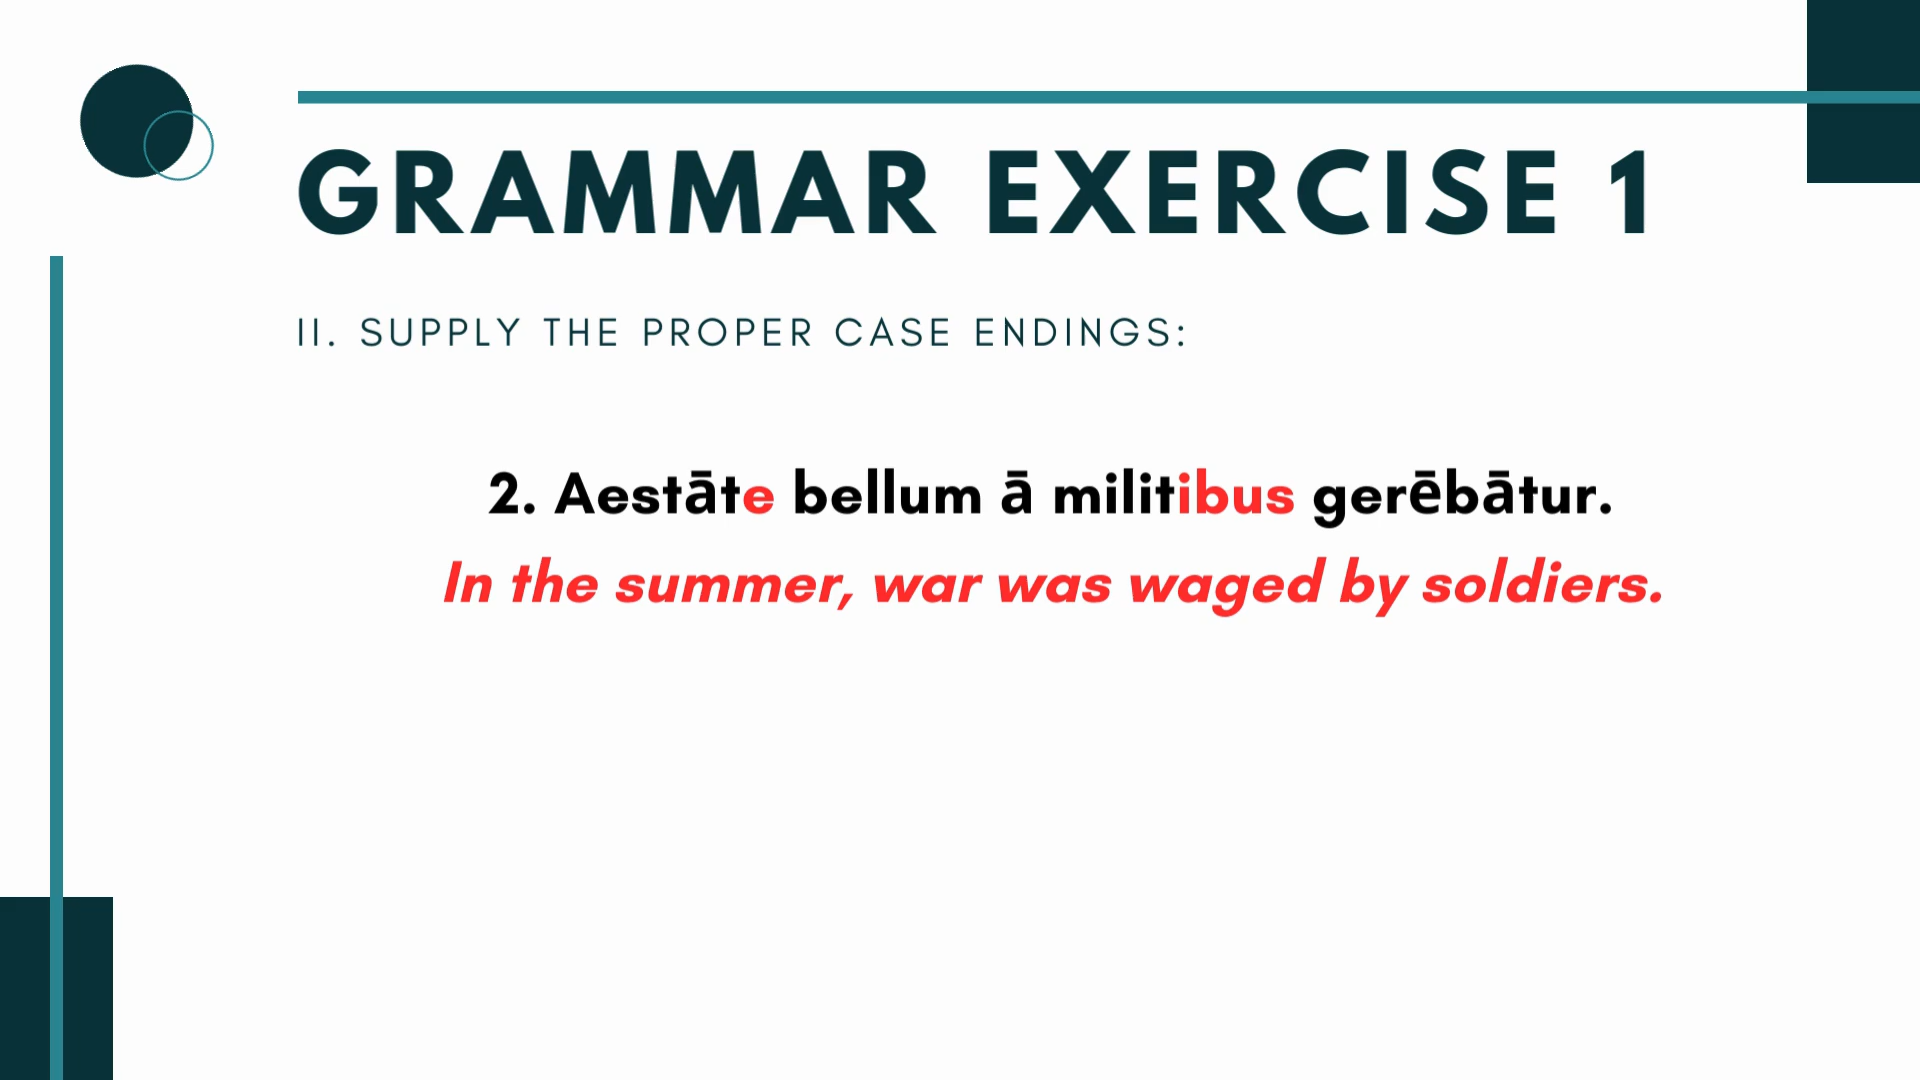 GRAMMAR EXERCISE 1
II. SUPPLY THE PROPER CASE ENDINGS:
2. Aestāte bellum ā militibus gerēbātur.
In the summer, war was waged by soldiers.